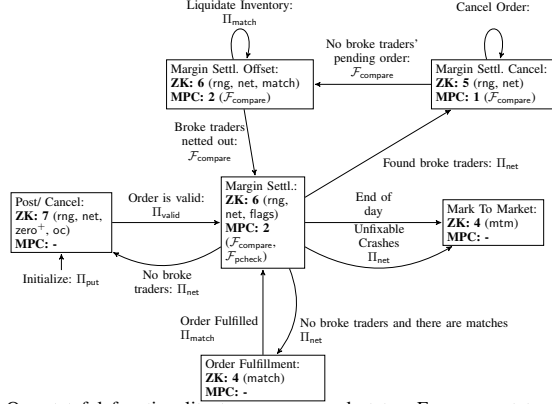 Liquidate Inventory:
Π_match
Cancel Order:
No broke traders'
pending order:
F_compare
Margin Settl. Offset:
ZK: 6 (rng, net, match)
MPC: 2 (F_compare)
Margin Settl. Cancel:
ZK: 5 (rng, net)
MPC: 1 (F_compare)
Broke traders
netted out:
F_compare
Found broke traders: Π_net
Post/ Cancel:
ZK: 7 (rng, net,
zero⁺, oc)
MPC: -
Order is valid:
Π_valid
Margin Settl.:
ZK: 6 (rng,
net, flags)
MPC: 2
(F_compare,
F_pcheck)
End of
day
Unfixable
Crashes
Π_net
Mark To Market:
ZK: 4 (mtm)
MPC: -
Initialize: Π_put
No broke
traders: Π_net
Order Fulfilled
Π_match
No broke traders and there are matches
Π_net
Order Fulfillment:
ZK: 4 (match)
MPC: -